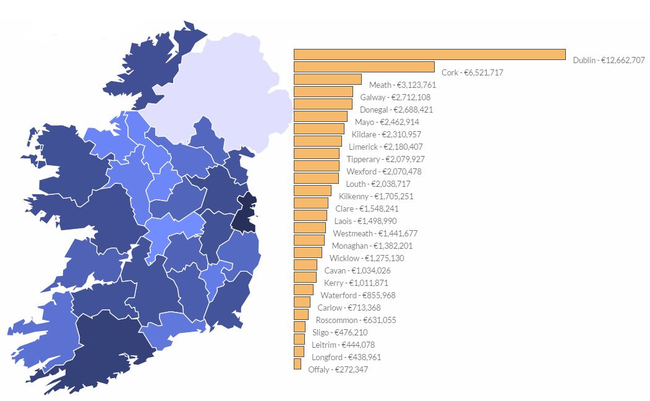 Dublin - €12,662,707
Cork - €6,521,717
Meath - €3,123,761
Galway - €2,712,108
Donegal - €2,688,421
Mayo - €2,462,914
Kildare - €2,310,957
Limerick - €2,180,407
Tipperary - €2,079,927
Wexford - €2,070,478
Louth - €2,038,717
Kilkenny - €1,705,251
Clare - €1,548,241
Laois - €1,498,990
Westmeath - €1,441,677
Monaghan - €1,382,201
Wicklow - €1,275,130
Cavan - €1,034,026
Kerry - €1,011,871
Waterford - €855,968
Carlow - €713,368
Roscommon - €631,055
Sligo - €476,210
Leitrim - €444,078
Longford - €438,961
Offaly - €272,347